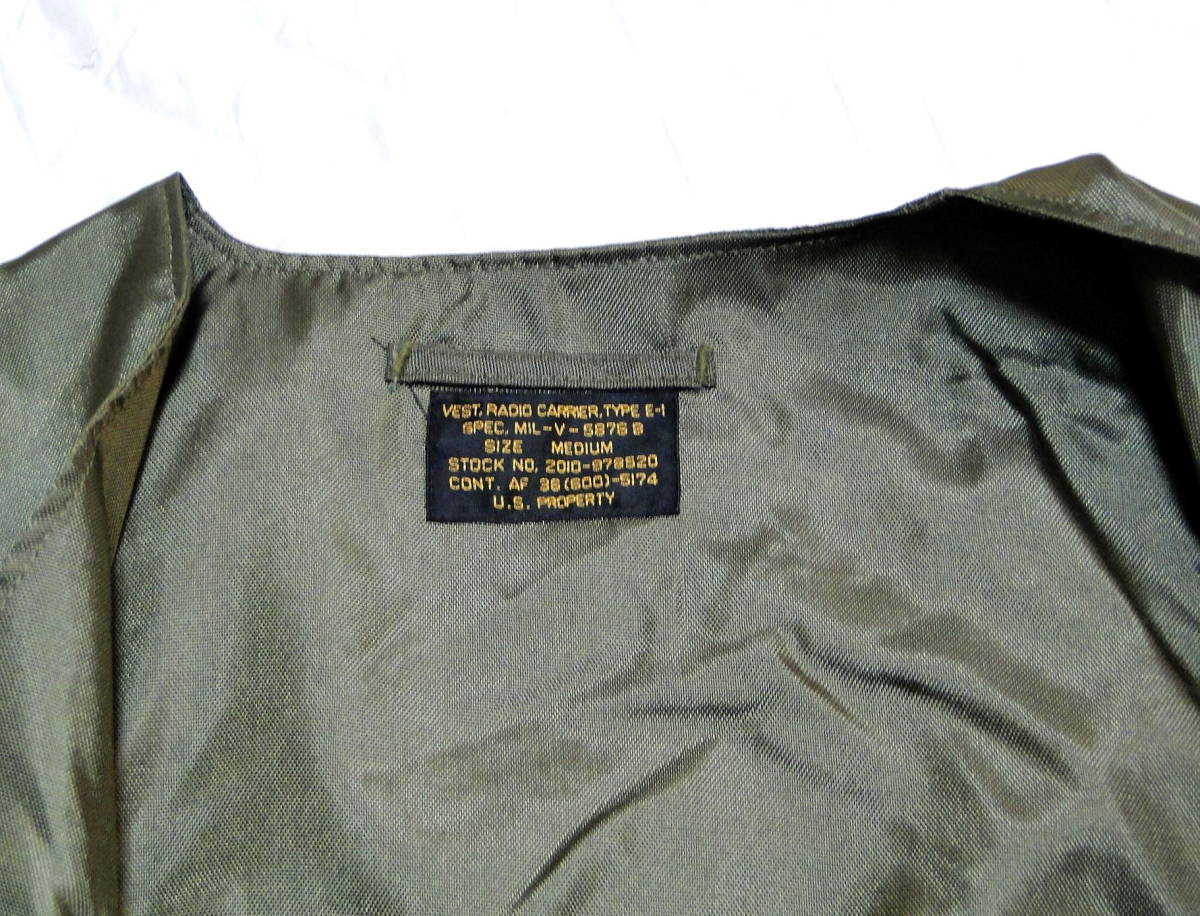 VEST, RADIO CARRIER, TYPE E-1
SPEC, MIL-V-5876 B
SIZE MEDIUM
STOCK NO, 2010-978520
CONT. AF 36(600)-5174
U.S. PROPERTY